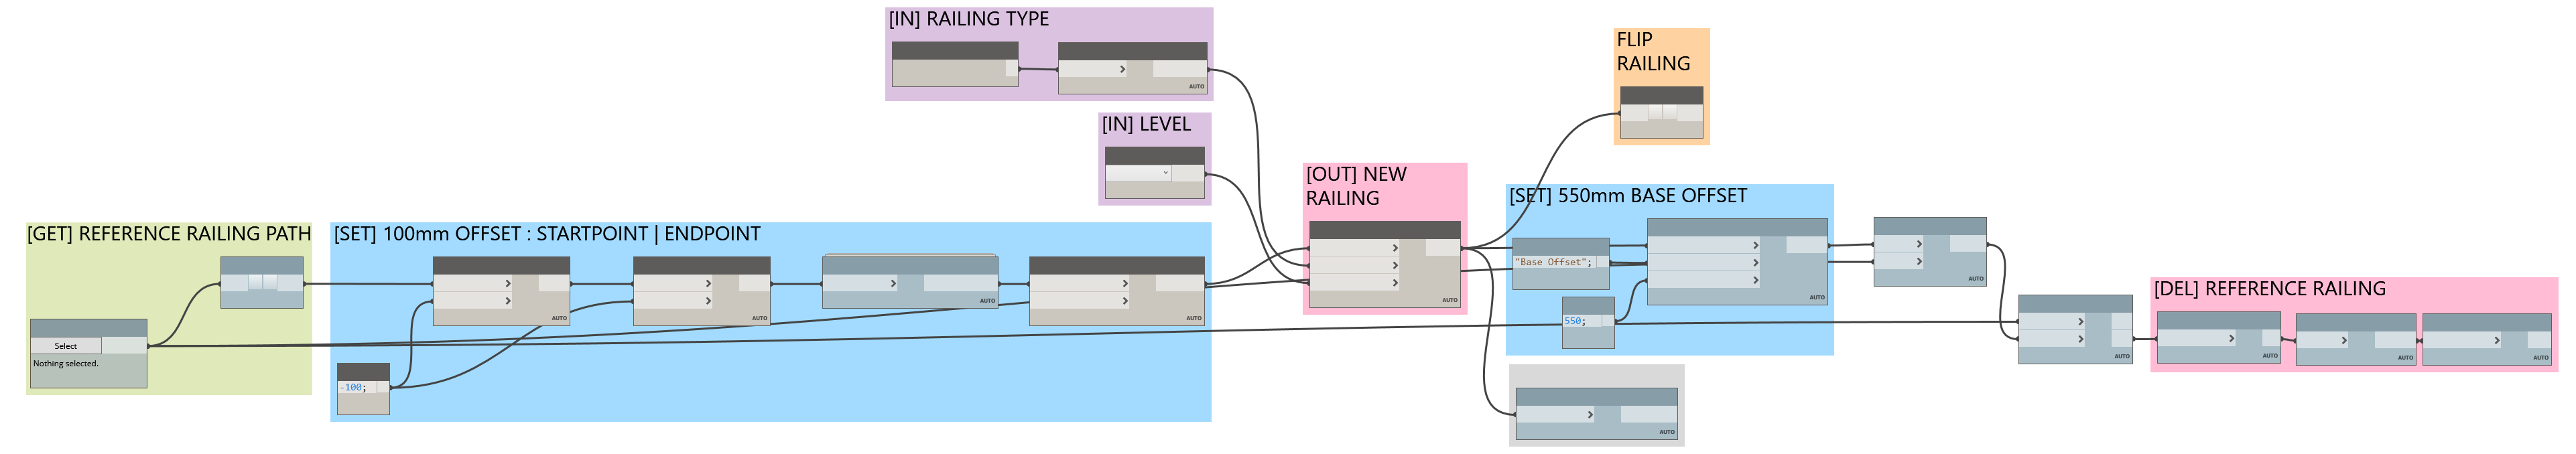 [IN] RAILING TYPE
AUTO
[IN] LEVEL
FLIP
RAILING
[GET] REFERENCE RAILING PATH
Select
Nothing selected.
[SET] 100mm OFFSET : STARTPOINT | ENDPOINT
AUTO
AUTO
AUTO
AUTO
-100;
[OUT] NEW
RAILING
AUTO
[SET] 550mm BASE OFFSET
"Base Offset";
550;
AUTO
AUTO
AUTO
AUTO
[DEL] REFERENCE RAILING
AUTO
AUTO
AUTO